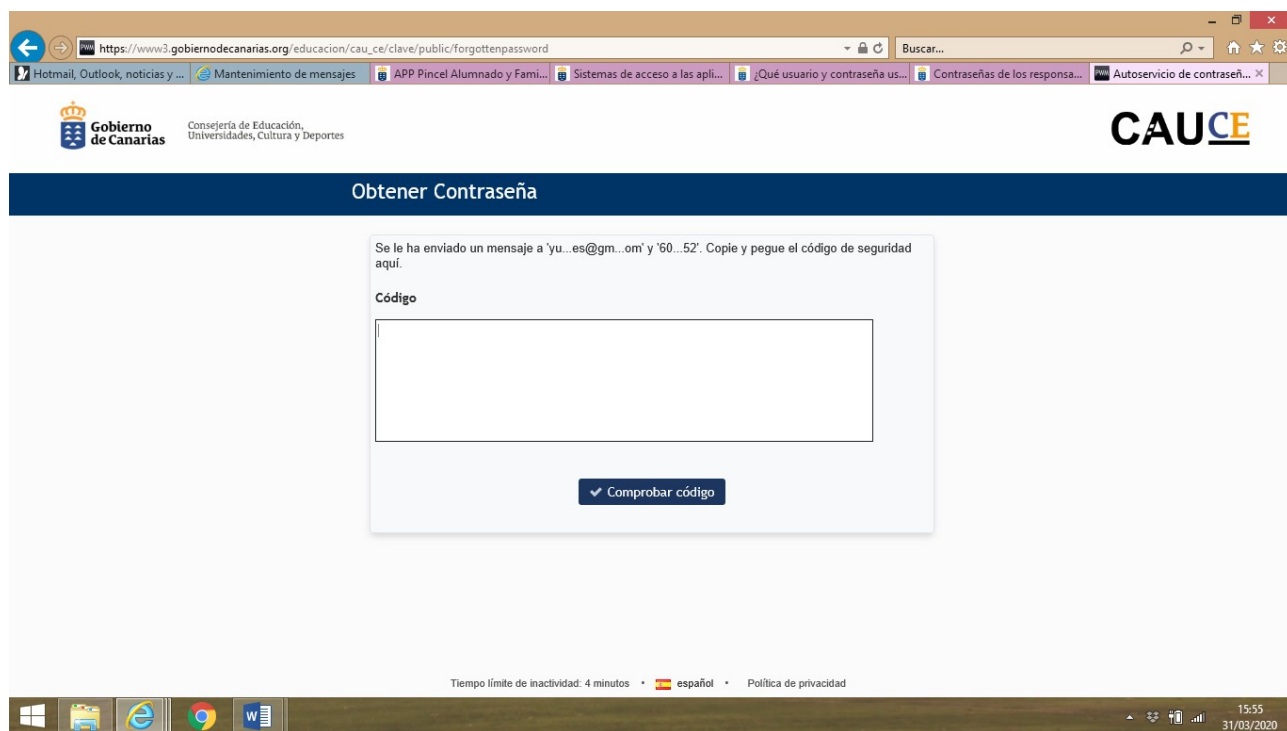 https://www3.gobiernodecanarias.org/educacion/cau_ce/clave/public/forgottenpassword
Buscar...
Hotmail, Outlook, noticias y ...
Mantenimiento de mensajes
APP Pincel Alumnado y Fami...
Sistemas de acceso a las apli...
¿Qué usuario y contraseña us...
Contraseñas de los responsa...
PWM Autoservicio de contraseñ...
Gobierno
de Canarias
Consejería de Educación,
Universidades, Cultura y Deportes
CAUCE
Obtener Contraseña
Se le ha enviado un mensaje a 'yu...es@gm...om' y '60...52'. Copie y pegue el código de seguridad
aquí.
Código
Comprobar código
Tiempo límite de inactividad: 4 minutos • español • Política de privacidad
15:55
31/03/2020